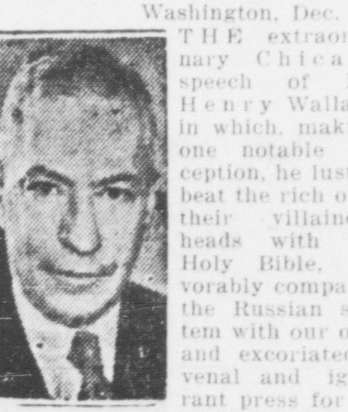 Washington, Dec.
THE extraor
nary Chica
speech of
Henry Walla
in which, mak
one notable
ception, he lust
beat the rich o
their villaine
heads with
Holy Bible,
vorably compa
the Russian s
tem with our o
and excoriated
venal and ig
rant press for